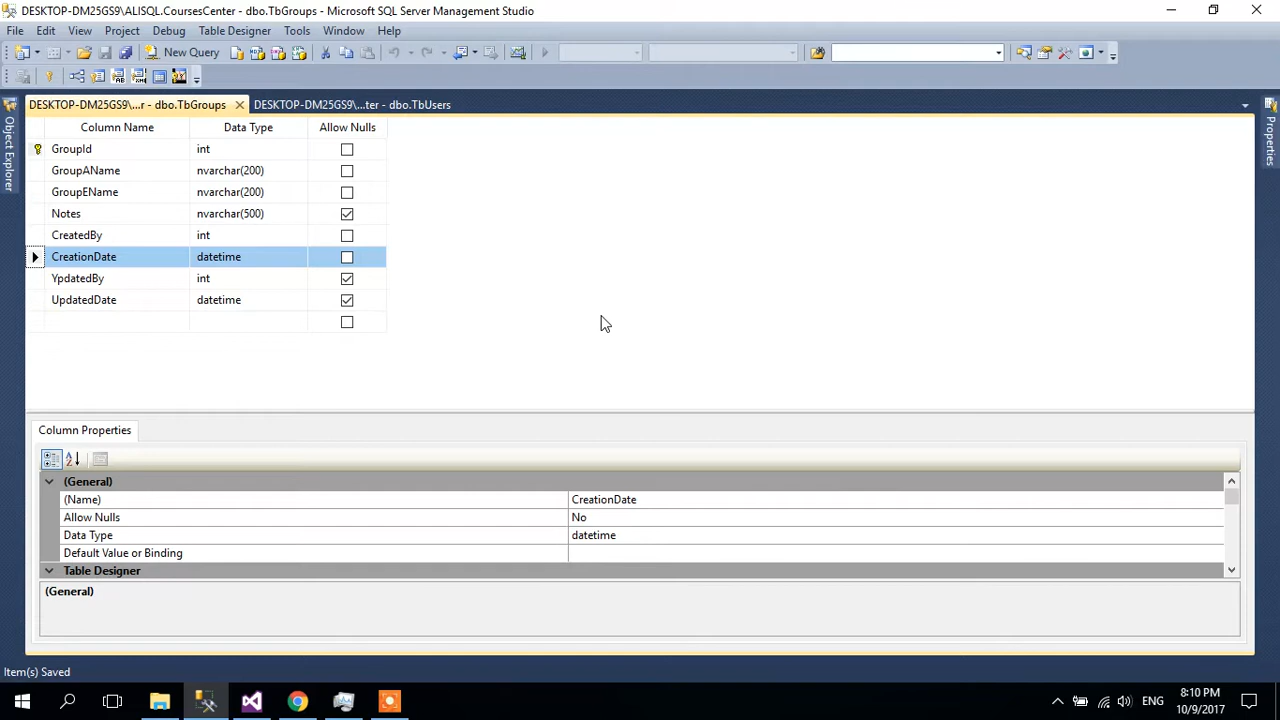 DESKTOP-DM25GS9\ALISQL.CoursesCenter - dbo.TbGroups - Microsoft SQL Server Management Studio
File Edit View Project Debug Table Designer Tools Window Help
New Query
DESKTOP-DM25GS9\...r - dbo.TbGroups DESKTOP-DM25GS9\...ter - dbo.TbUsers
Object Explorer
Properties
Column Name Data Type Allow Nulls
GroupId int
GroupAName nvarchar(200)
GroupEName nvarchar(200)
Notes nvarchar(500)
CreatedBy int
CreationDate datetime
YpdatedBy int
UpdatedDate datetime
Column Properties
(General)
(Name) CreationDate
Allow Nulls No
Data Type datetime
Default Value or Binding
Table Designer
(General)
Item(s) Saved
ENG
8:10 PM
10/9/2017